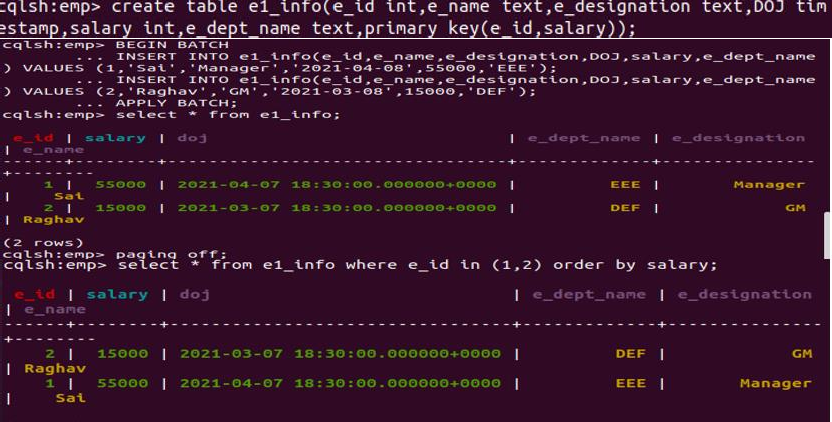 cqlsh:emp> create table e1_info(e_id int,e_name text,e_designation text,DOJ tim
estamp,salary int,e_dept_name text,primary key(e_id,salary));
cqlsh:emp> BEGIN BATCH
... INSERT INTO e1_info(e_id,e_name,e_designation,DOJ,salary,e_dept_name
) VALUES (1,'Sai','Manager','2021-04-08',55000,'EEE');
... INSERT INTO e1_info(e_id,e_name,e_designation,DOJ,salary,e_dept_name
) VALUES (2,'Raghav','GM','2021-03-08',15000,'DEF');
... APPLY BATCH;
cqlsh:emp> select * from e1_info;
e_id | salary | doj | e_dept_name | e_designation
| e_name
------+--------+---------------------------------+-------------+---------------
+--------
1 | 55000 | 2021-04-07 18:30:00.000000+0000 | EEE | Manager
| Sai
2 | 15000 | 2021-03-07 18:30:00.000000+0000 | DEF | GM
| Raghav
(2 rows)
cqlsh:emp> paging off;
cqlsh:emp> select * from e1_info where e_id in (1,2) order by salary;
e_id | salary | doj | e_dept_name | e_designation
| e_name
------+--------+---------------------------------+-------------+---------------
+--------
2 | 15000 | 2021-03-07 18:30:00.000000+0000 | DEF | GM
| Raghav
1 | 55000 | 2021-04-07 18:30:00.000000+0000 | EEE | Manager
| Sai